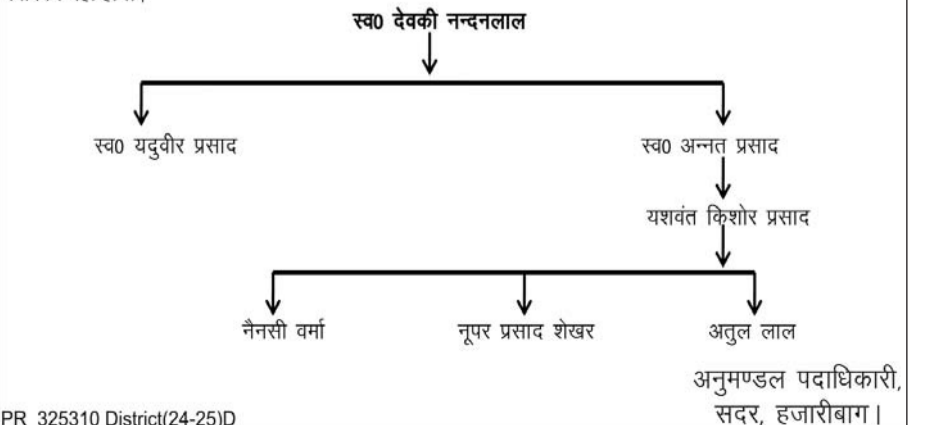 स्व0 देवकी नन्दनलाल
स्व0 यदुवीर प्रसाद स्व0 अन्नत प्रसाद
यशवंत किशोर प्रसाद
नैनसी वर्मा नूपर प्रसाद शेखर अतुल लाल
अनुमण्डल पदाधिकारी,
सदर, हजारीबाग।
PR 325310 District(24-25)D